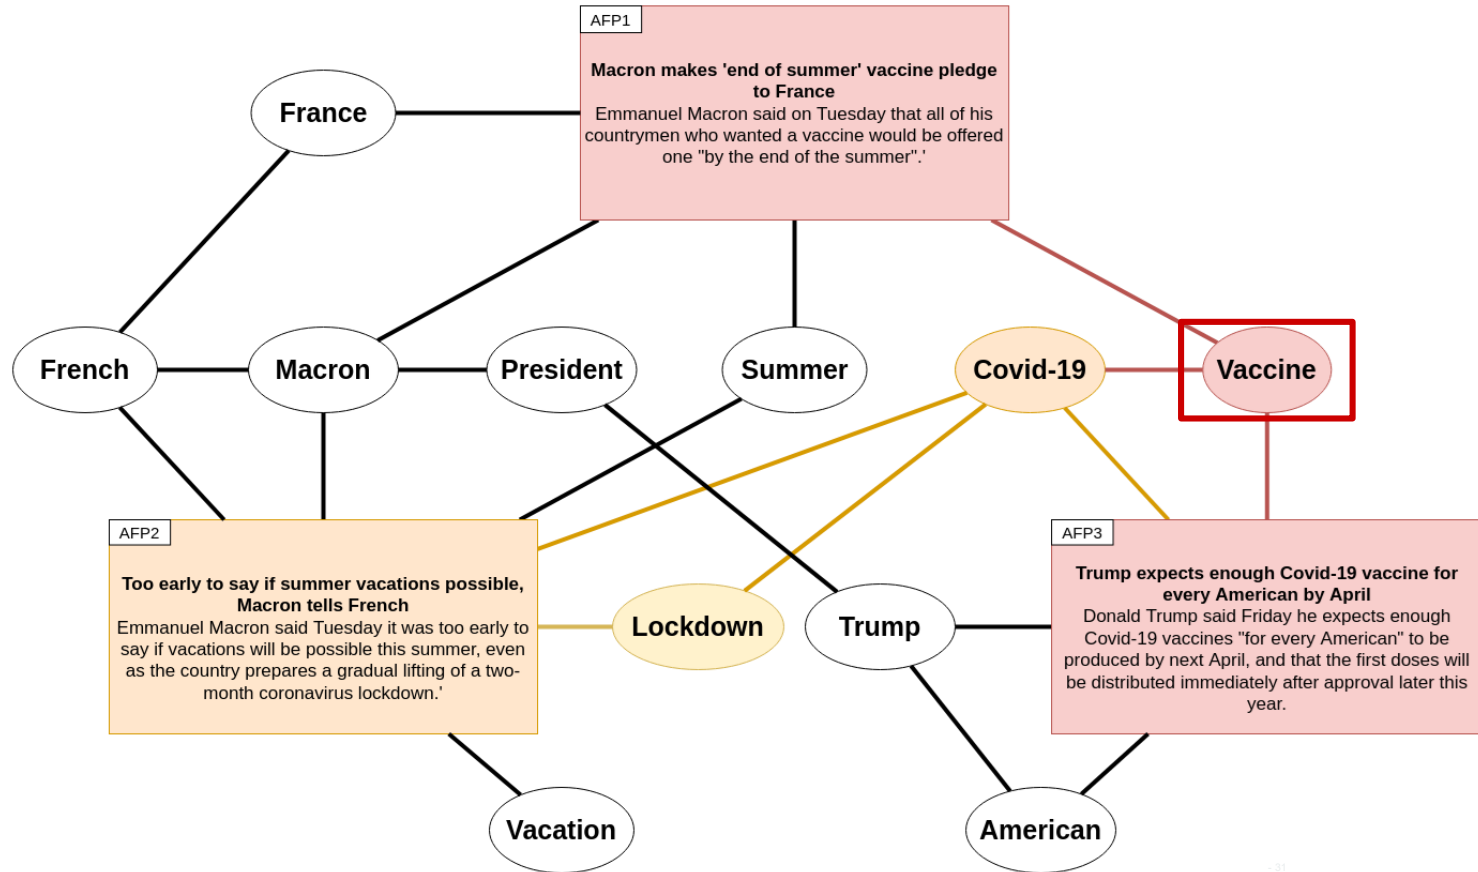 AFP1
Macron makes 'end of summer' vaccine pledge
to France
Emmanuel Macron said on Tuesday that all of his
countrymen who wanted a vaccine would be offered
one "by the end of the summer".'
France
French
Macron
President
Summer
Covid-19
Vaccine
AFP2
Too early to say if summer vacations possible,
Macron tells French
Emmanuel Macron said Tuesday it was too early to
say if vacations will be possible this summer, even
as the country prepares a gradual lifting of a two-
month coronavirus lockdown.'
Lockdown
Trump
AFP3
Trump expects enough Covid-19 vaccine for
every American by April
Donald Trump said Friday he expects enough
Covid-19 vaccines "for every American" to be
produced by next April, and that the first doses will
be distributed immediately after approval later this
year.
Vacation
American